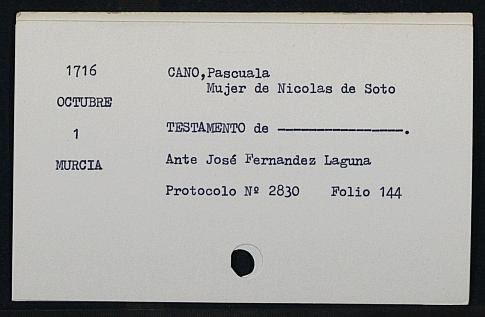 1716
OCTUBRE
1
MURCIA
CANO,Pascuala
Mujer de Nicolas de Soto
TESTAMENTO de ----------------.
Ante José Fernandez Laguna
Protocolo Nº 2830 Folio 144